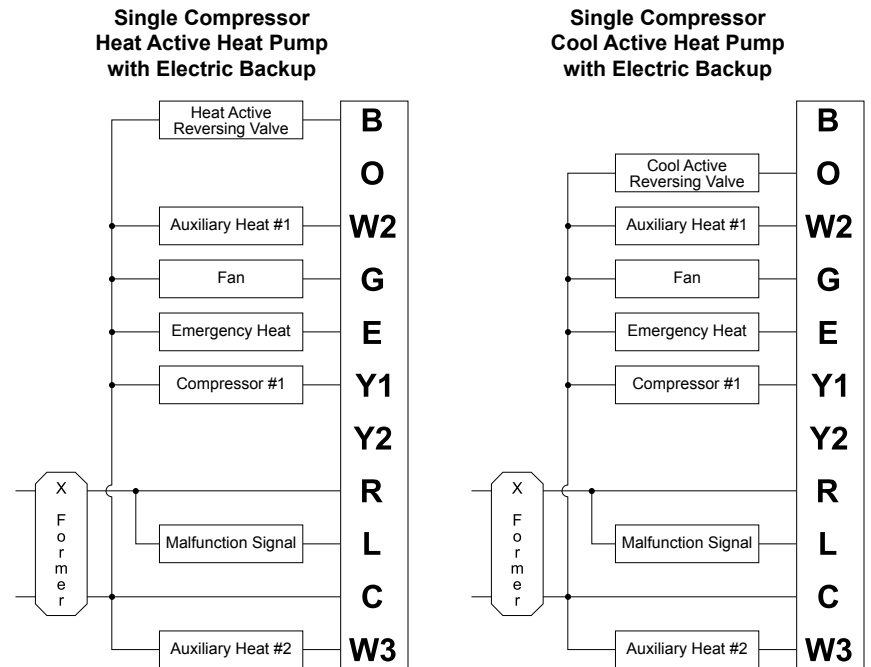 Single Compressor
Heat Active Heat Pump
with Electric Backup
Heat Active
Reversing Valve
B
O
Auxiliary Heat #1
W2
Fan
G
Emergency Heat
E
Compressor #1
Y1
Y2
X Former
R
Malfunction Signal
L
C
Auxiliary Heat #2
W3
Single Compressor
Cool Active Heat Pump
with Electric Backup
B
Cool Active
Reversing Valve
O
Auxiliary Heat #1
W2
Fan
G
Emergency Heat
E
Compressor #1
Y1
Y2
X Former
R
Malfunction Signal
L
C
Auxiliary Heat #2
W3